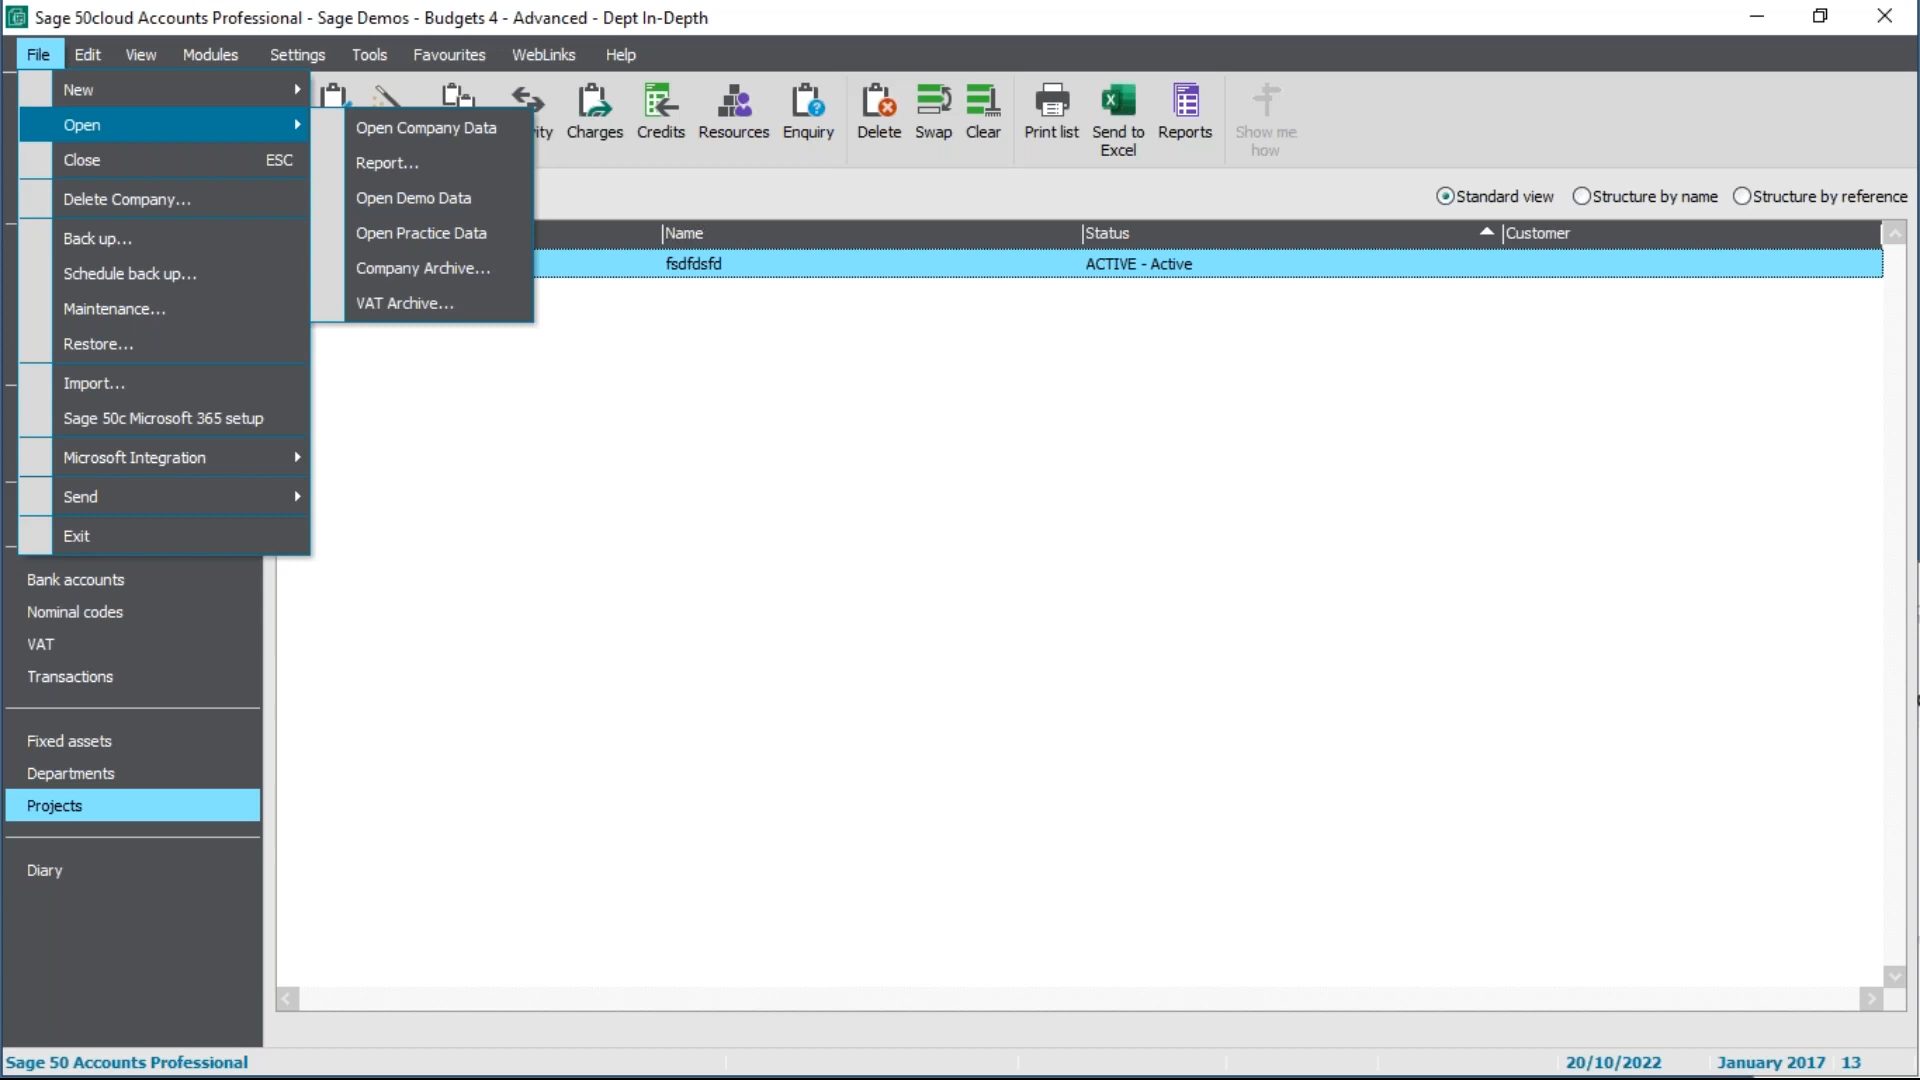 Sage 50cloud Accounts Professional - Sage Demos - Budgets 4 - Advanced - Dept In-Depth
File Edit View Modules Settings Tools Favourites WebLinks Help
New
Open
Close ESC
Delete Company...
Back up...
Schedule back up...
Maintenance...
Restore...
Import...
Sage 50c Microsoft 365 setup
Microsoft Integration
Send
Exit
Open Company Data
Report...
Open Demo Data
Open Practice Data
Company Archive...
VAT Archive...
ity Charges Credits Resources Enquiry Delete Swap Clear Print list Send to Excel Reports Show me how
Standard view Structure by name Structure by reference
Name Status Customer
fsdfdsfd ACTIVE - Active
Bank accounts
Nominal codes
VAT
Transactions
Fixed assets
Departments
Projects
Diary
Sage 50 Accounts Professional 20/10/2022 January 2017 13